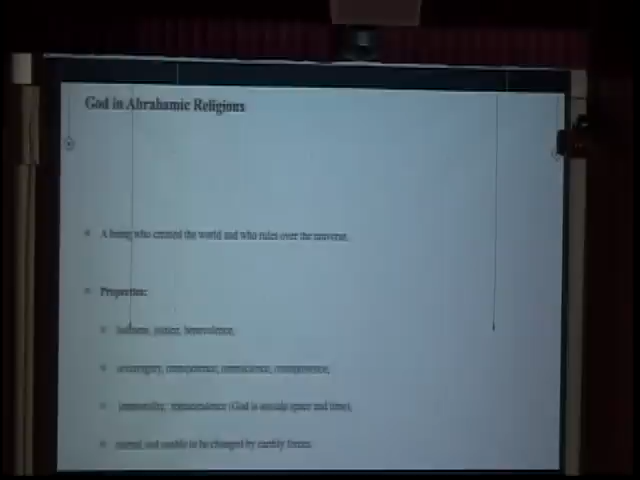 God in Abrahamic Religions
A being who created the world and who rules over the universe.
Properties:
holiness, justice, benevolence,
sovereignty, omnipotence, omniscience, omnipresence,
immortality, transcendence (God is outside space and time),
eternal and unable to be changed by earthly forces